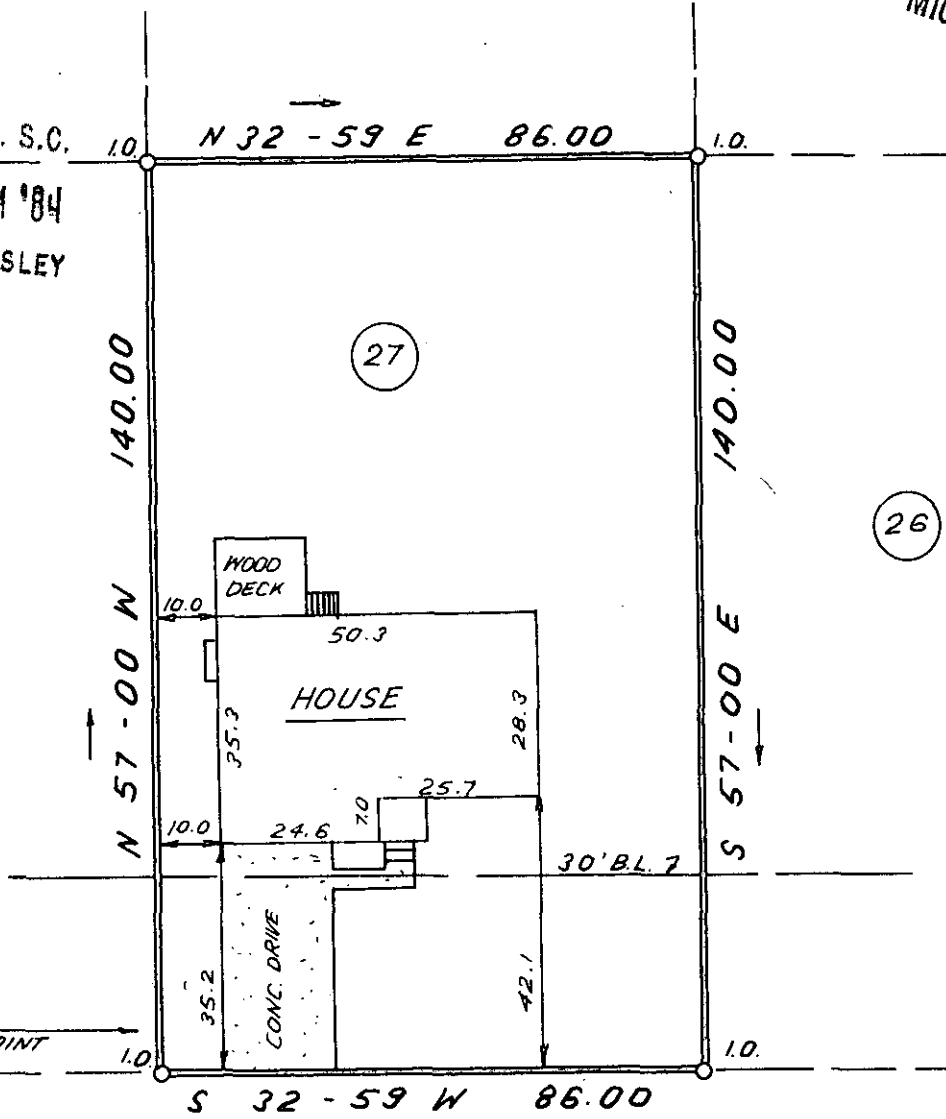 S.C.
I.O.
N 32 - 59 E 86.00
I.O.
'84
SLEY
27
140.00
140.00
26
WOOD
DECK
10.0
50.3
N 57 - 00 W
S 57 - 00 E
HOUSE
35.3
28.3
25.7
7.0
10.0
24.6
30' B.L. ?
CONC. DRIVE
35.2
42.1
I.O.
I.O.
S 32 - 59 W 86.00